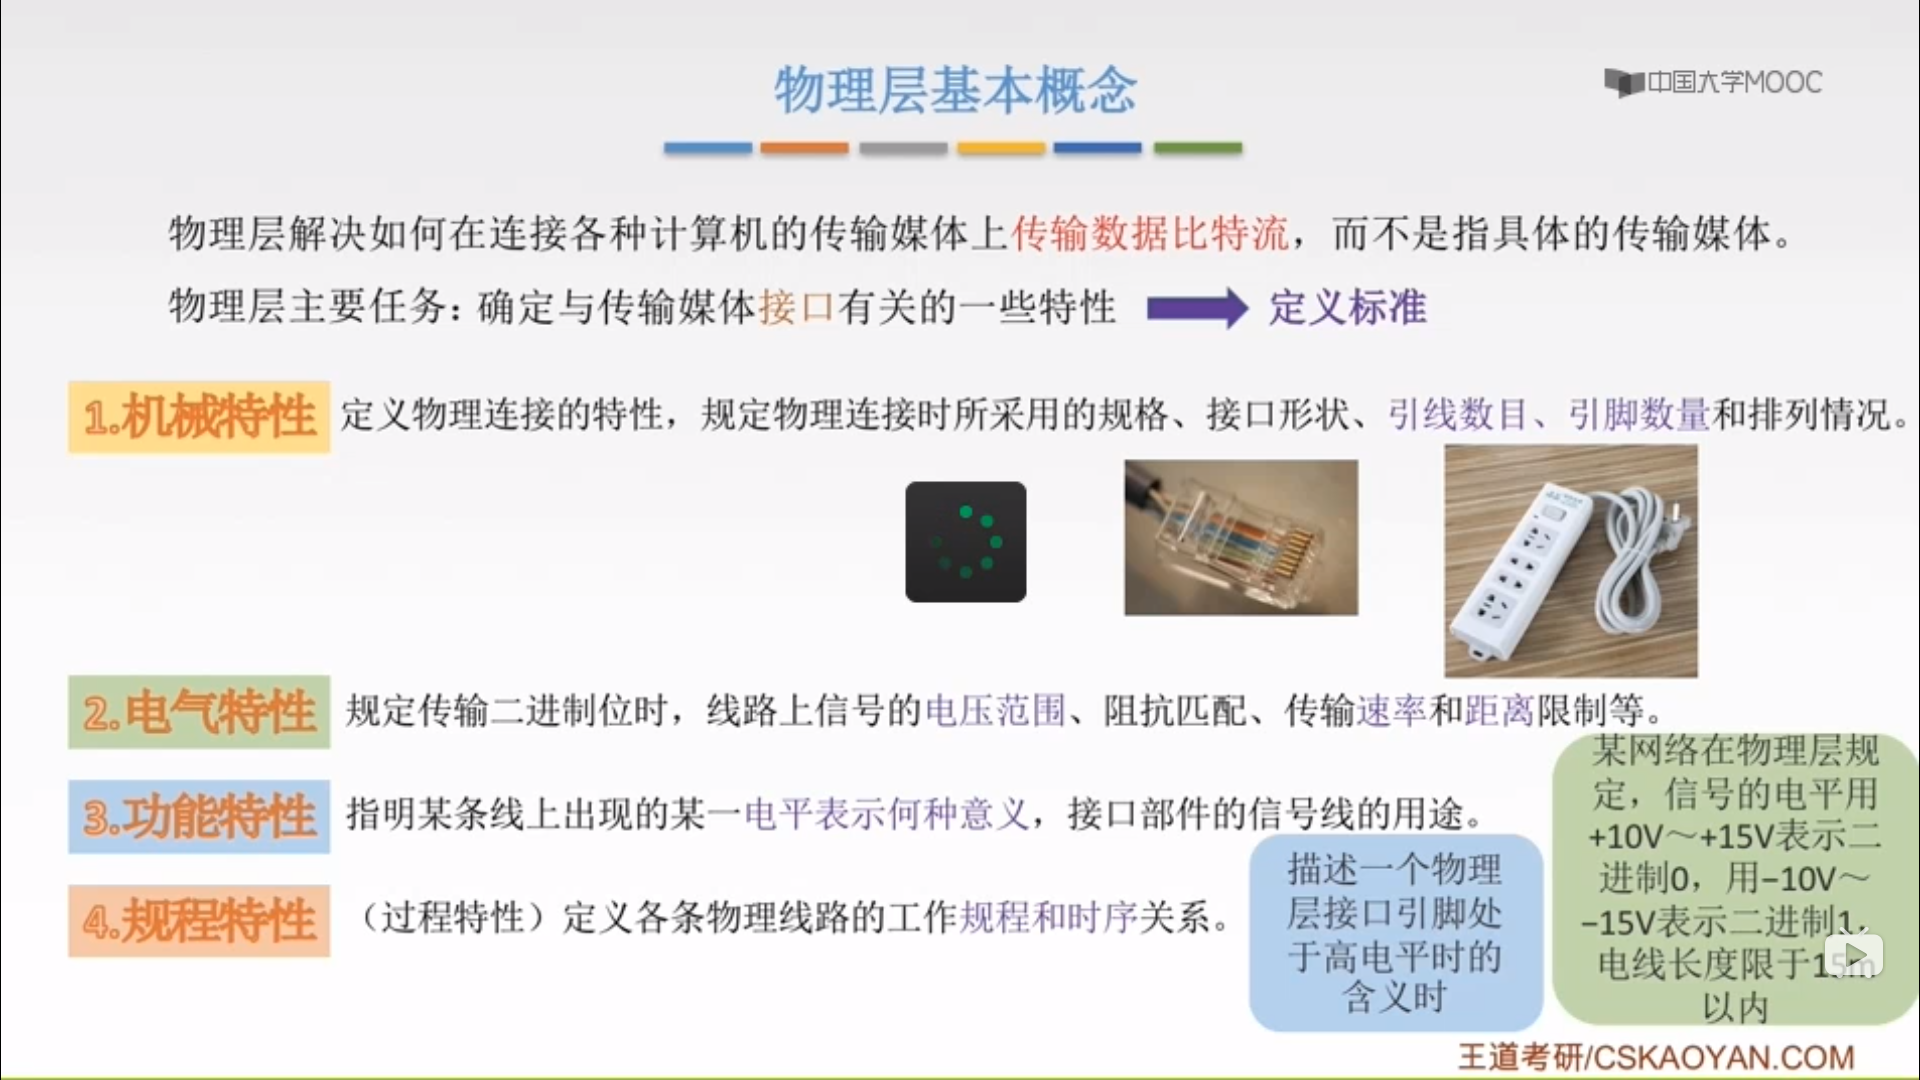 物理层基本概念
中国大学MOOC
物理层解决如何在连接各种计算机的传输媒体上传输数据比特流，而不是指具体的传输媒体。
物理层主要任务：确定与传输媒体接口有关的一些特性
定义标准
1.机械特性
定义物理连接的特性，规定物理连接时所采用的规格、接口形状、引线数目、引脚数量和排列情况。
2.电气特性
规定传输二进制位时，线路上信号的电压范围、阻抗匹配、传输速率和距离限制等。
3.功能特性
指明某条线上出现的某一电平表示何种意义，接口部件的信号线的用途。
4.规程特性
（过程特性）定义各条物理线路的工作规程和时序关系。
描述一个物理
层接口引脚处
于高电平时的
含义时
某网络在物理层规
定，信号的电平用
+10V～+15V表示二
进制0，用-10V～
-15V表示二进制1，
电线长度限于15m
以内
王道考研/CSKAOYAN.COM